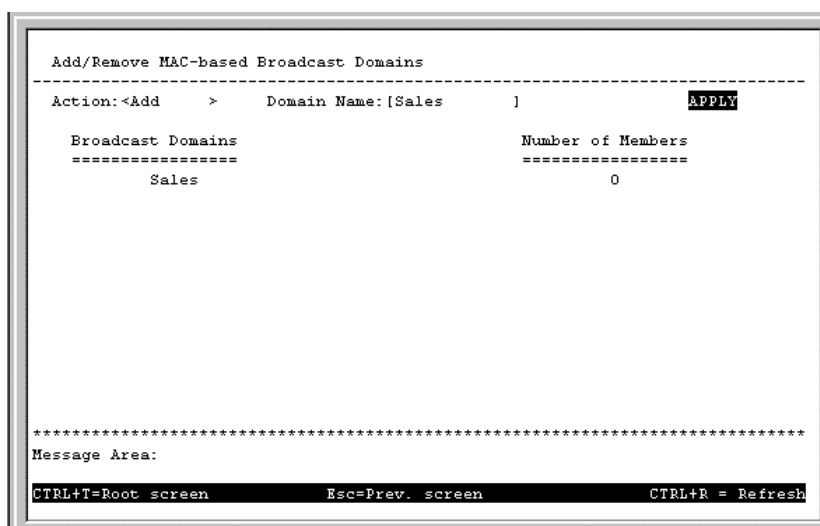 Add/Remove MAC-based Broadcast Domains
--------------------------------------------------------------------------------
Action:<Add     >     Domain Name:[Sales       ]                 APPLY
Broadcast Domains                             Number of Members
=================                             =================
Sales                                         0
********************************************************************************
Message Area:
CTRL+T=Root screen            Esc=Prev. screen                 CTRL+R = Refresh